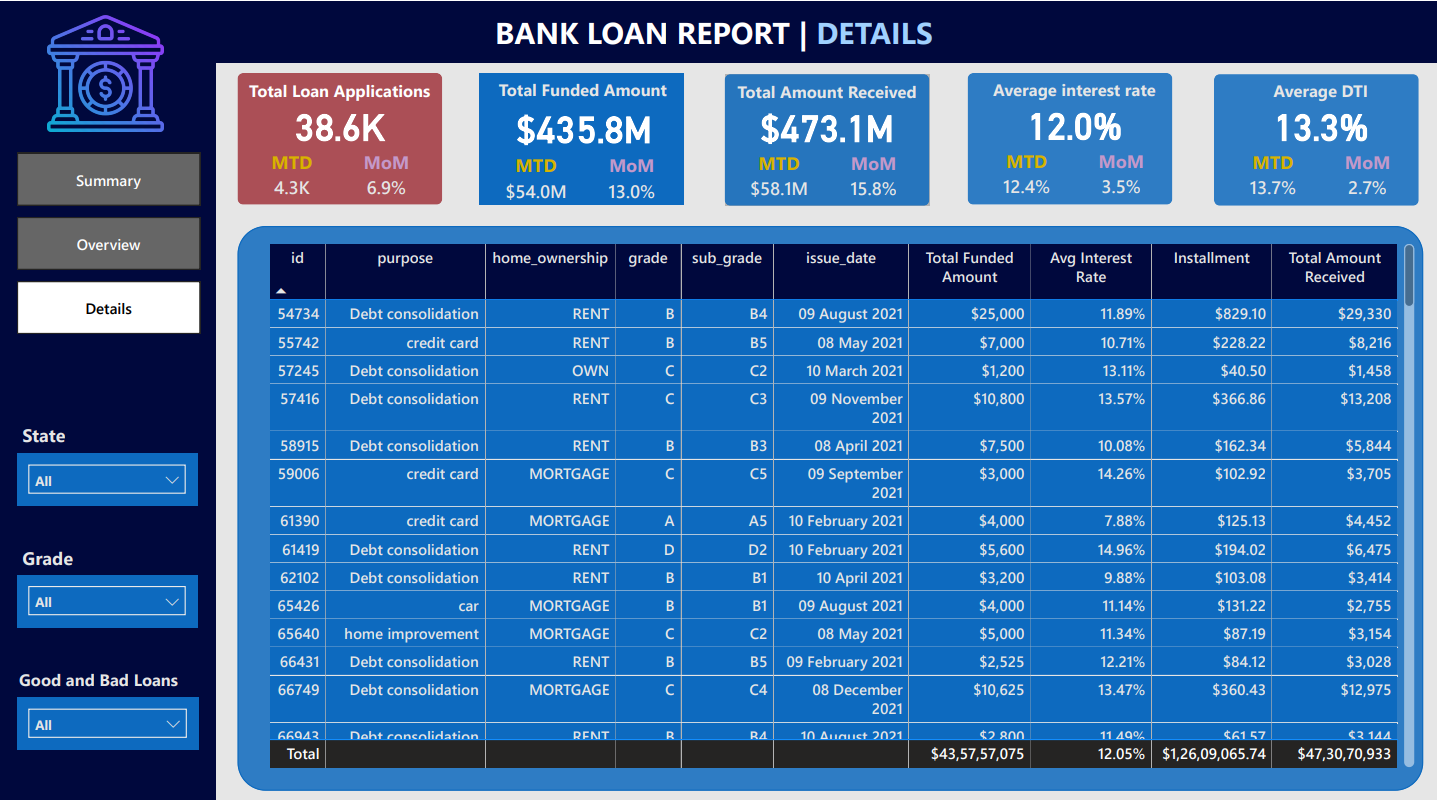 BANK LOAN REPORT | DETAILS
Total Loan Applications
38.6K
MTD MoM
4.3K 6.9%
Total Funded Amount
$435.8M
MTD MoM
$54.0M 13.0%
Total Amount Received
$473.1M
MTD MoM
$58.1M 15.8%
Average interest rate
12.0%
MTD MoM
12.4% 3.5%
Average DTI
13.3%
MTD MoM
13.7% 2.7%
Summary
Overview
Details
State
All
Grade
All
Good and Bad Loans
All
id purpose home_ownership grade sub_grade issue_date Total Funded Avg Interest Installment Total Amount
Amount Rate Received
54734 Debt consolidation RENT B B4 09 August 2021 $25,000 11.89% $829.10 $29,330
55742 credit card RENT B B5 08 May 2021 $7,000 10.71% $228.22 $8,216
57245 Debt consolidation OWN C C2 10 March 2021 $1,200 13.11% $40.50 $1,458
57416 Debt consolidation RENT C C3 09 November $10,800 13.57% $366.86 $13,208
2021
58915 Debt consolidation RENT B B3 08 April 2021 $7,500 10.08% $162.34 $5,844
59006 credit card MORTGAGE C C5 09 September $3,000 14.26% $102.92 $3,705
2021
61390 credit card MORTGAGE A A5 10 February 2021 $4,000 7.88% $125.13 $4,452
61419 Debt consolidation RENT D D2 10 February 2021 $5,600 14.96% $194.02 $6,475
62102 Debt consolidation RENT B B1 10 April 2021 $3,200 9.88% $103.08 $3,414
65426 car MORTGAGE B B1 09 August 2021 $4,000 11.14% $131.22 $2,755
65640 home improvement MORTGAGE C C2 08 May 2021 $5,000 11.34% $87.19 $3,154
66431 Debt consolidation RENT B B5 09 February 2021 $2,525 12.21% $84.12 $3,028
66749 Debt consolidation MORTGAGE C C4 08 December $10,625 13.47% $360.43 $12,975
2021
66943 Debt consolidation RENT B B4 10 August 2021 $2,800 11.49% $61.57 $3,144
Total $43,57,57,075 12.05% $1,26,09,065.74 $47,30,70,933